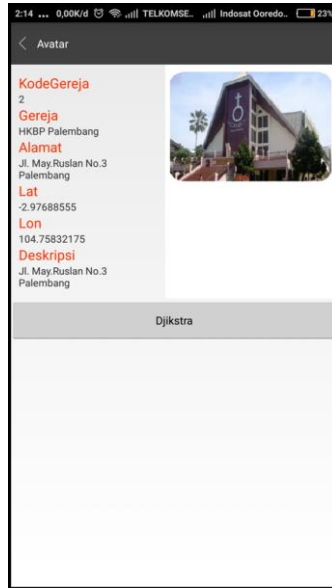 2:14 ... 0,00K/d TELKOMSE.. Indosat Ooredo.. 23%
Avatar
KodeGereja
2
Gereja
HKBP Palembang
Alamat
Jl. May.Ruslan No.3
Palembang
Lat
-2.97688555
Lon
104.75832175
Deskripsi
Jl. May.Ruslan No.3
Palembang
Djikstra